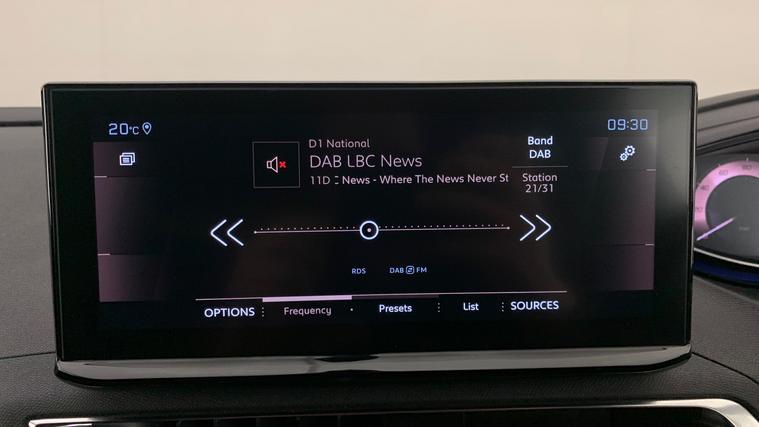 20°C
09:30
D1 National
DAB LBC News
11D : News - Where The News Never St
Band
DAB
Station
21/31
RDS
DAB FM
OPTIONS
Frequency
Presets
List
SOURCES